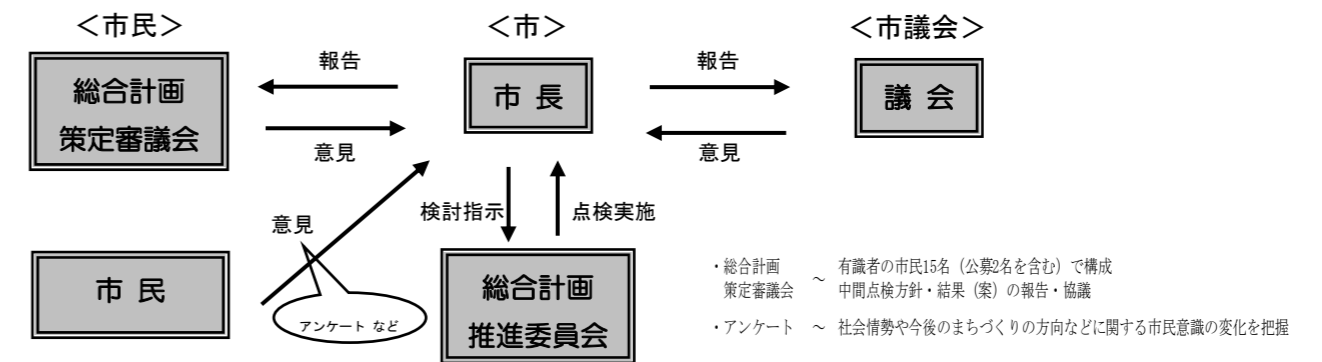 ＜市民＞
＜市＞
＜市議会＞
総合計画
策定審議会
報告
意見
市 長
報告
意見
議 会
市 民
意見
アンケート など
検討指示
点検実施
総合計画
推進委員会
・総合計画
策定審議会
～
有識者の市民15名（公募2名を含む）で構成
中間点検方針・結果（案）の報告・協議
・アンケート ～ 社会情勢や今後のまちづくりの方向などに関する市民意識の変化を把握